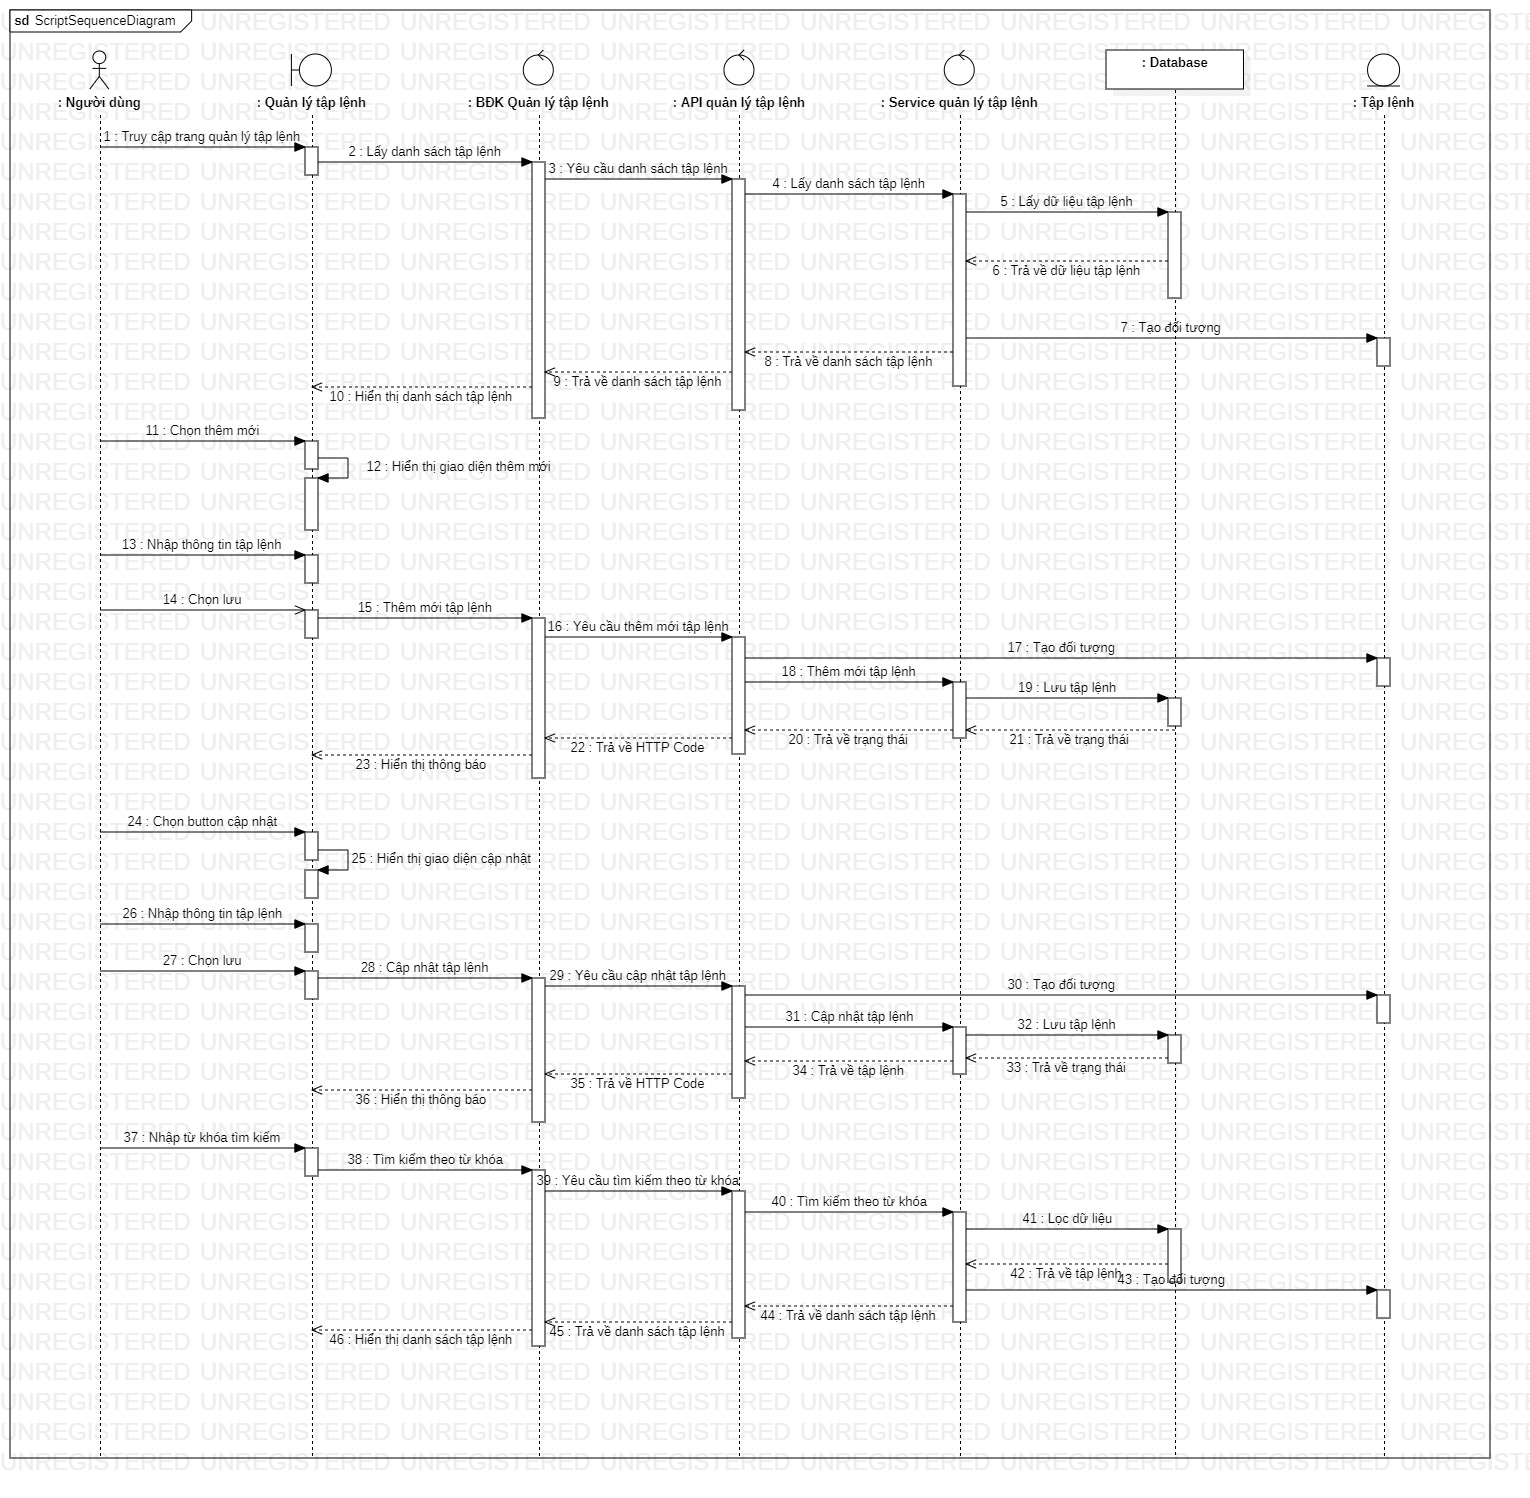 sd ScriptSequenceDiagram
: Người dùng
: Quản lý tập lệnh
: BĐK Quản lý tập lệnh
: API quản lý tập lệnh
: Service quản lý tập lệnh
: Database
: Tập lệnh
1 : Truy cập trang quản lý tập lệnh
2 : Lấy danh sách tập lệnh
3 : Yêu cầu danh sách tập lệnh
4 : Lấy danh sách tập lệnh
5 : Lấy dữ liệu tập lệnh
6 : Trả về dữ liệu tập lệnh
7 : Tạo đối tượng
8 : Trả về danh sách tập lệnh
9 : Trả về danh sách tập lệnh
10 : Hiển thị danh sách tập lệnh
11 : Chọn thêm mới
12 : Hiển thị giao diện thêm mới
13 : Nhập thông tin tập lệnh
14 : Chọn lưu
15 : Thêm mới tập lệnh
16 : Yêu cầu thêm mới tập lệnh
17 : Tạo đối tượng
18 : Thêm mới tập lệnh
19 : Lưu tập lệnh
20 : Trả về trạng thái
21 : Trả về trạng thái
22 : Trả về HTTP Code
23 : Hiển thị thông báo
24 : Chọn button cập nhật
25 : Hiển thị giao diện cập nhật
26 : Nhập thông tin tập lệnh
27 : Chọn lưu
28 : Cập nhật tập lệnh
29 : Yêu cầu cập nhật tập lệnh
30 : Tạo đối tượng
31 : Cập nhật tập lệnh
32 : Lưu tập lệnh
33 : Trả về trạng thái
34 : Trả về tập lệnh
35 : Trả về HTTP Code
36 : Hiển thị thông báo
37 : Nhập từ khóa tìm kiếm
38 : Tìm kiếm theo từ khóa
39 : Yêu cầu tìm kiếm theo từ khóa
40 : Tìm kiếm theo từ khóa
41 : Lọc dữ liệu
42 : Trả về tập lệnh
43 : Tạo đối tượng
44 : Trả về danh sách tập lệnh
45 : Trả về danh sách tập lệnh
46 : Hiển thị danh sách tập lệnh
UNREGISTERED